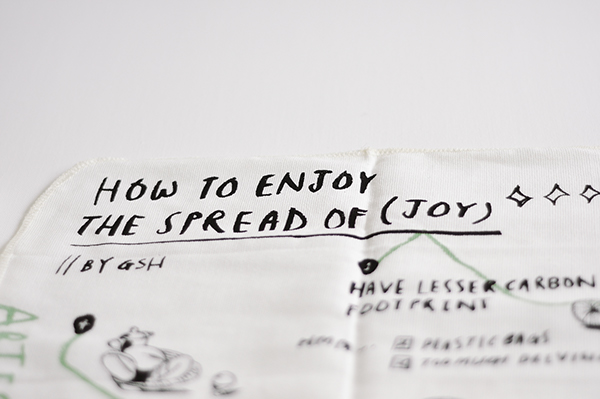 HOW TO ENJOY
THE SPREAD OF (JOY)
// BY GSH
HAVE LESSER CARBON
FOOTPRINT
PLASTIC BAGS